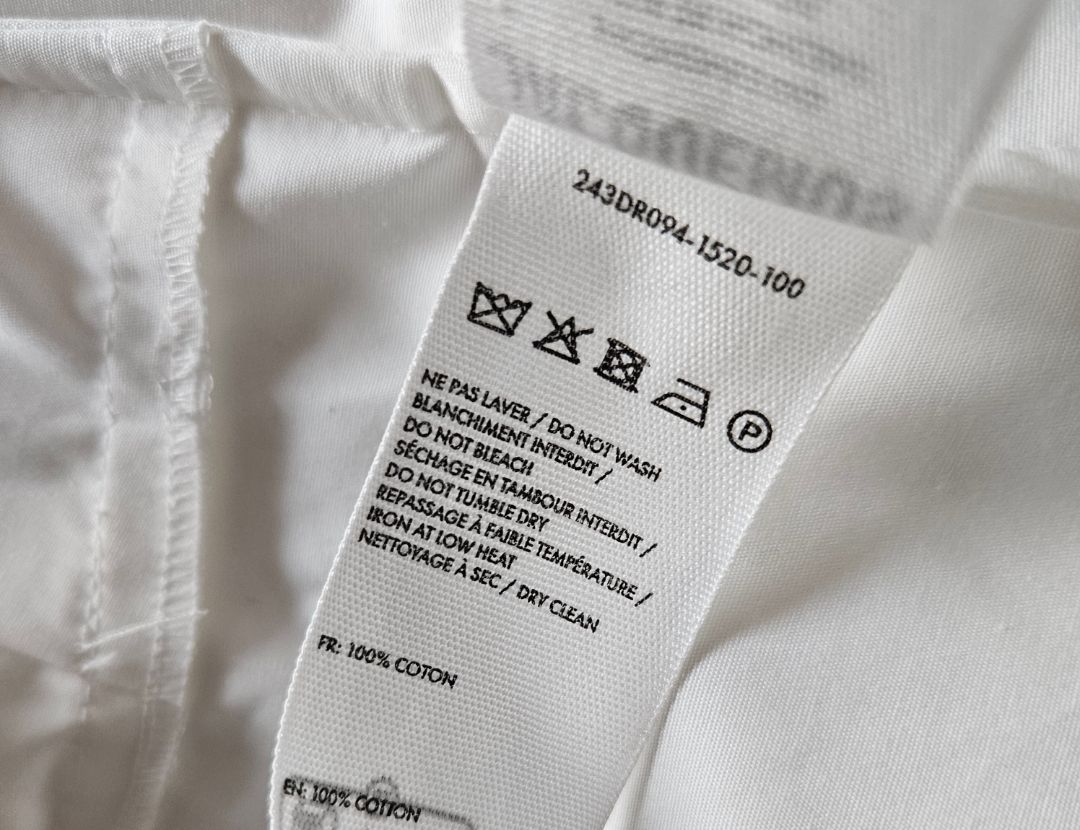 243DR094-1520-100
P
NE PAS LAVER / DO NOT WASH
BLANCHIMENT INTERDIT /
DO NOT BLEACH
SÉCHAGE EN TAMBOUR INTERDIT /
DO NOT TUMBLE DRY
REPASSAGE À FAIBLE TEMPÉRATURE /
IRON AT LOW HEAT
NETTOYAGE À SEC / DRY CLEAN
FR: 100% COTON
EN: 100% COTTON